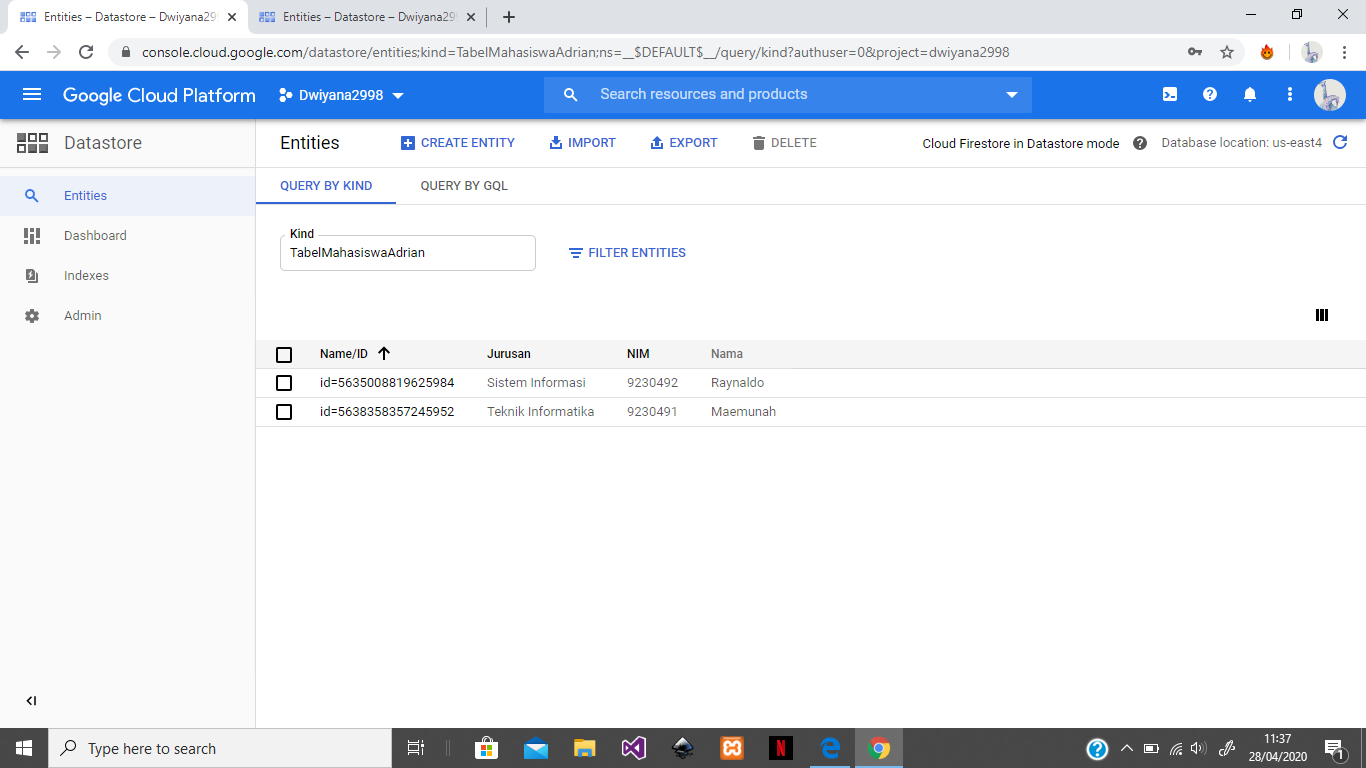 Entities – Datastore – Dwiyana29
Entities – Datastore – Dwiyana299
console.cloud.google.com/datastore/entities;kind=TabelMahasiswaAdrian;ns=__$DEFAULT$__/query/kind?authuser=0&project=dwiyana2998
Google Cloud Platform
Dwiyana2998
Search resources and products
Datastore
Entities
CREATE ENTITY
IMPORT
EXPORT
DELETE
Cloud Firestore in Datastore mode
Database location: us-east4
Entities
Dashboard
Indexes
Admin
QUERY BY KIND
QUERY BY GQL
Kind
TabelMahasiswaAdrian
FILTER ENTITIES
Name/ID Jurusan NIM Nama
id=5635008819625984 Sistem Informasi 9230492 Raynaldo
id=5638358357245952 Teknik Informatika 9230491 Maemunah
Type here to search
11:37
28/04/2020
1